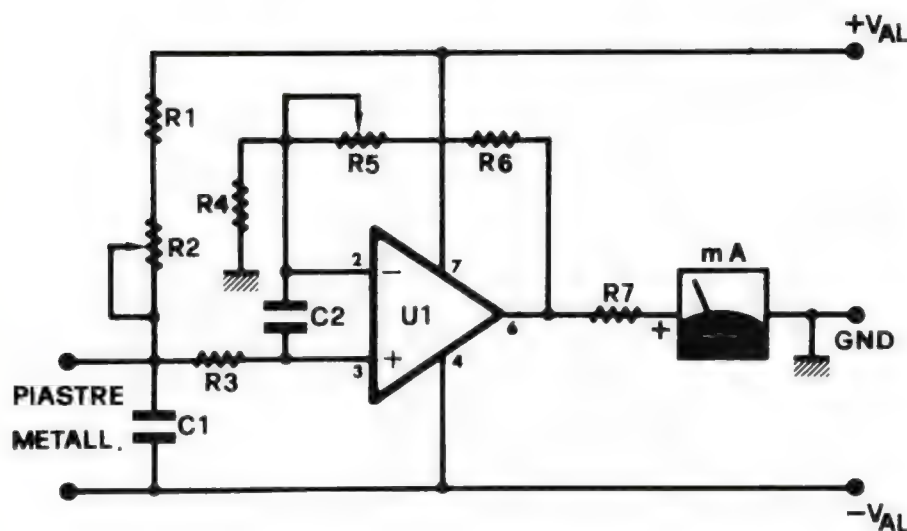 +VAL
R1
R5
R6
R4
R2
mA
2
−
7
R7
C2
U1
6
+
GND
R3
3
+
4
PIASTRE
METALL.
C1
−VAL